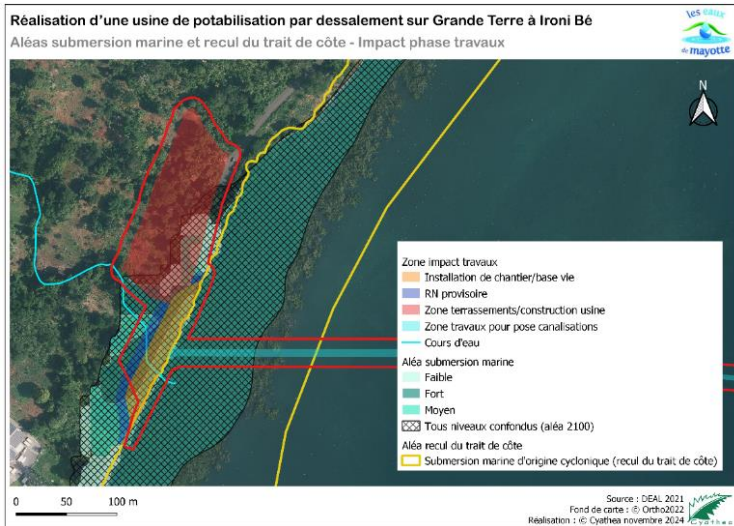 Réalisation d'une usine de potabilisation par dessalement sur Grande Terre à Ironi Bé
Aléas submersion marine et recul du trait de côte - Impact phase travaux
les eaux
de mayotte
N
Zone impact travaux
Installation de chantier/base vie
RN provisoire
Zone terrassements/construction usine
Zone travaux pour pose canalisations
Cours d'eau
Aléa submersion marine
Faible
Fort
Moyen
Tous niveaux confondus (aléa 2100)
Aléa recul du trait de côte
Submersion marine d'origine cyclonique (recul du trait de côte)
0 50 100 m
Source : DEAL 2021
Fond de carte : © Ortho2022
Réalisation : © Cyathea novembre 2024
Cyathea